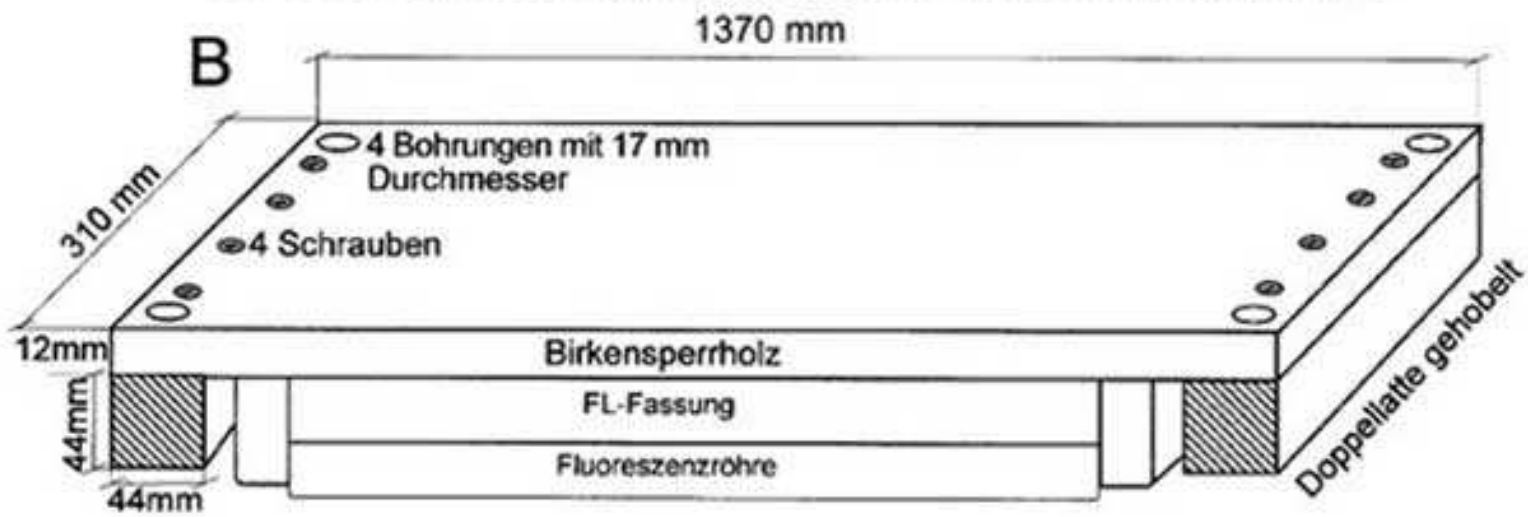 1370 mm
B
4 Bohrungen mit 17 mm
Durchmesser
310 mm
4 Schrauben
12mm
Birkensperrholz
44mm
FL-Fassung
Fluoreszenzröhre
44mm
Doppellatte gehobelt